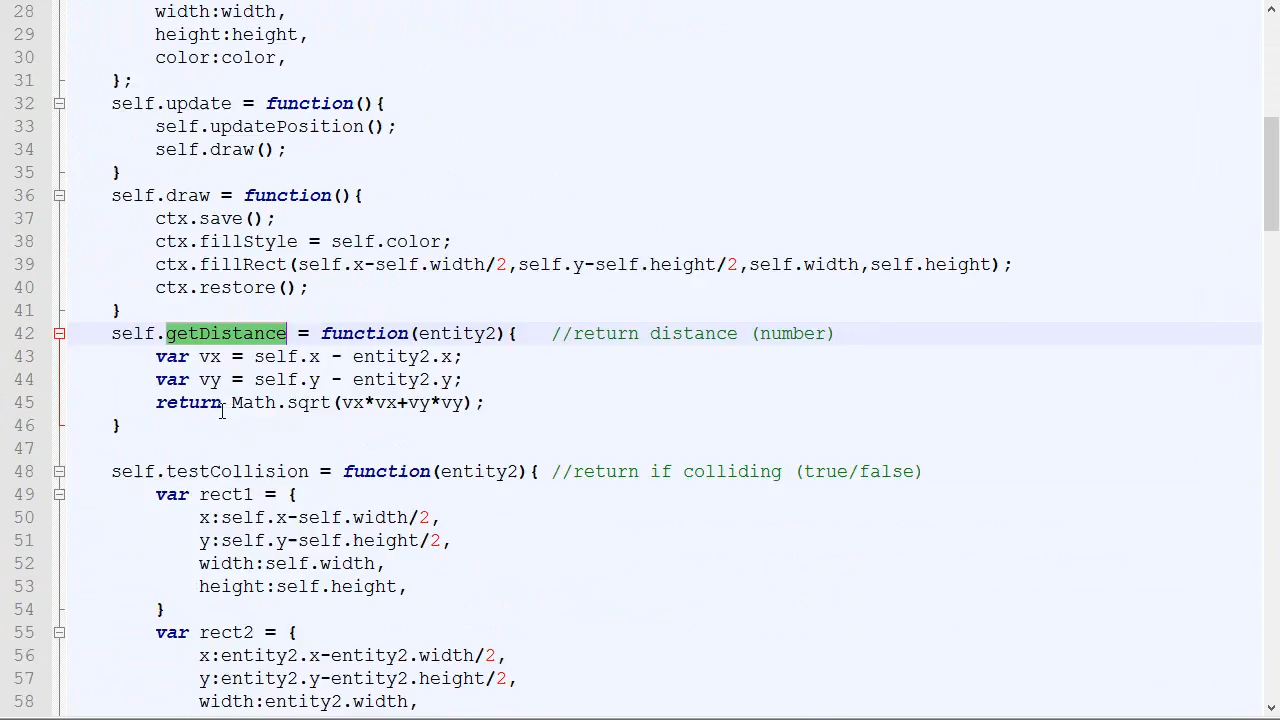 28 width:width,
29 height:height,
30 color:color,
31 };
32 self.update = function(){
33 self.updatePosition();
34 self.draw();
35 }
36 self.draw = function(){
37 ctx.save();
38 ctx.fillStyle = self.color;
39 ctx.fillRect(self.x-self.width/2,self.y-self.height/2,self.width,self.height);
40 ctx.restore();
41 }
42 self.getDistance = function(entity2){ //return distance (number)
43 var vx = self.x - entity2.x;
44 var vy = self.y - entity2.y;
45 return Math.sqrt(vx*vx+vy*vy);
46 }
47
48 self.testCollision = function(entity2){ //return if colliding (true/false)
49 var rect1 = {
50 x:self.x-self.width/2,
51 y:self.y-self.height/2,
52 width:self.width,
53 height:self.height,
54 }
55 var rect2 = {
56 x:entity2.x-entity2.width/2,
57 y:entity2.y-entity2.height/2,
58 width:entity2.width,